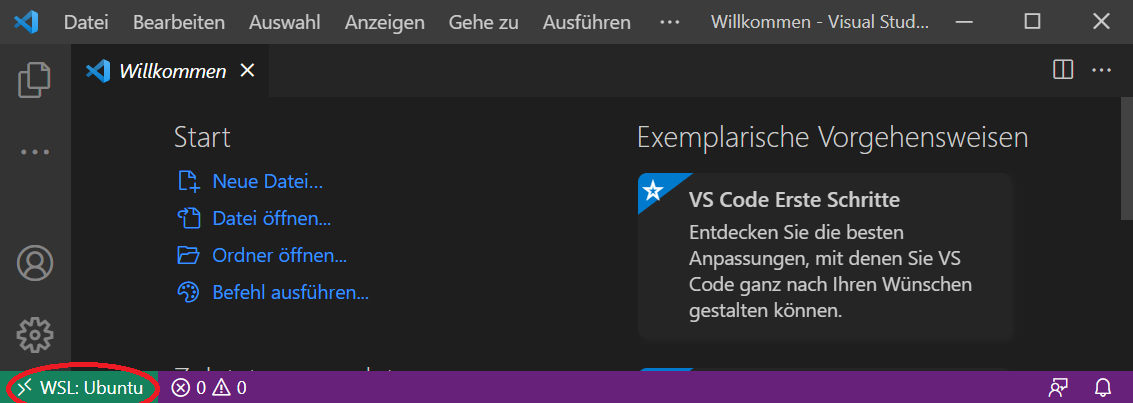 Datei Bearbeiten Auswahl Anzeigen Gehe zu Ausführen ··· Willkommen - Visual Stud...
Willkommen
Start
Neue Datei...
Datei öffnen...
Ordner öffnen...
Befehl ausführen...
Exemplarische Vorgehensweisen
VS Code Erste Schritte
Entdecken Sie die besten
Anpassungen, mit denen Sie VS
Code ganz nach Ihren Wünschen
gestalten können.
WSL: Ubuntu 0 0